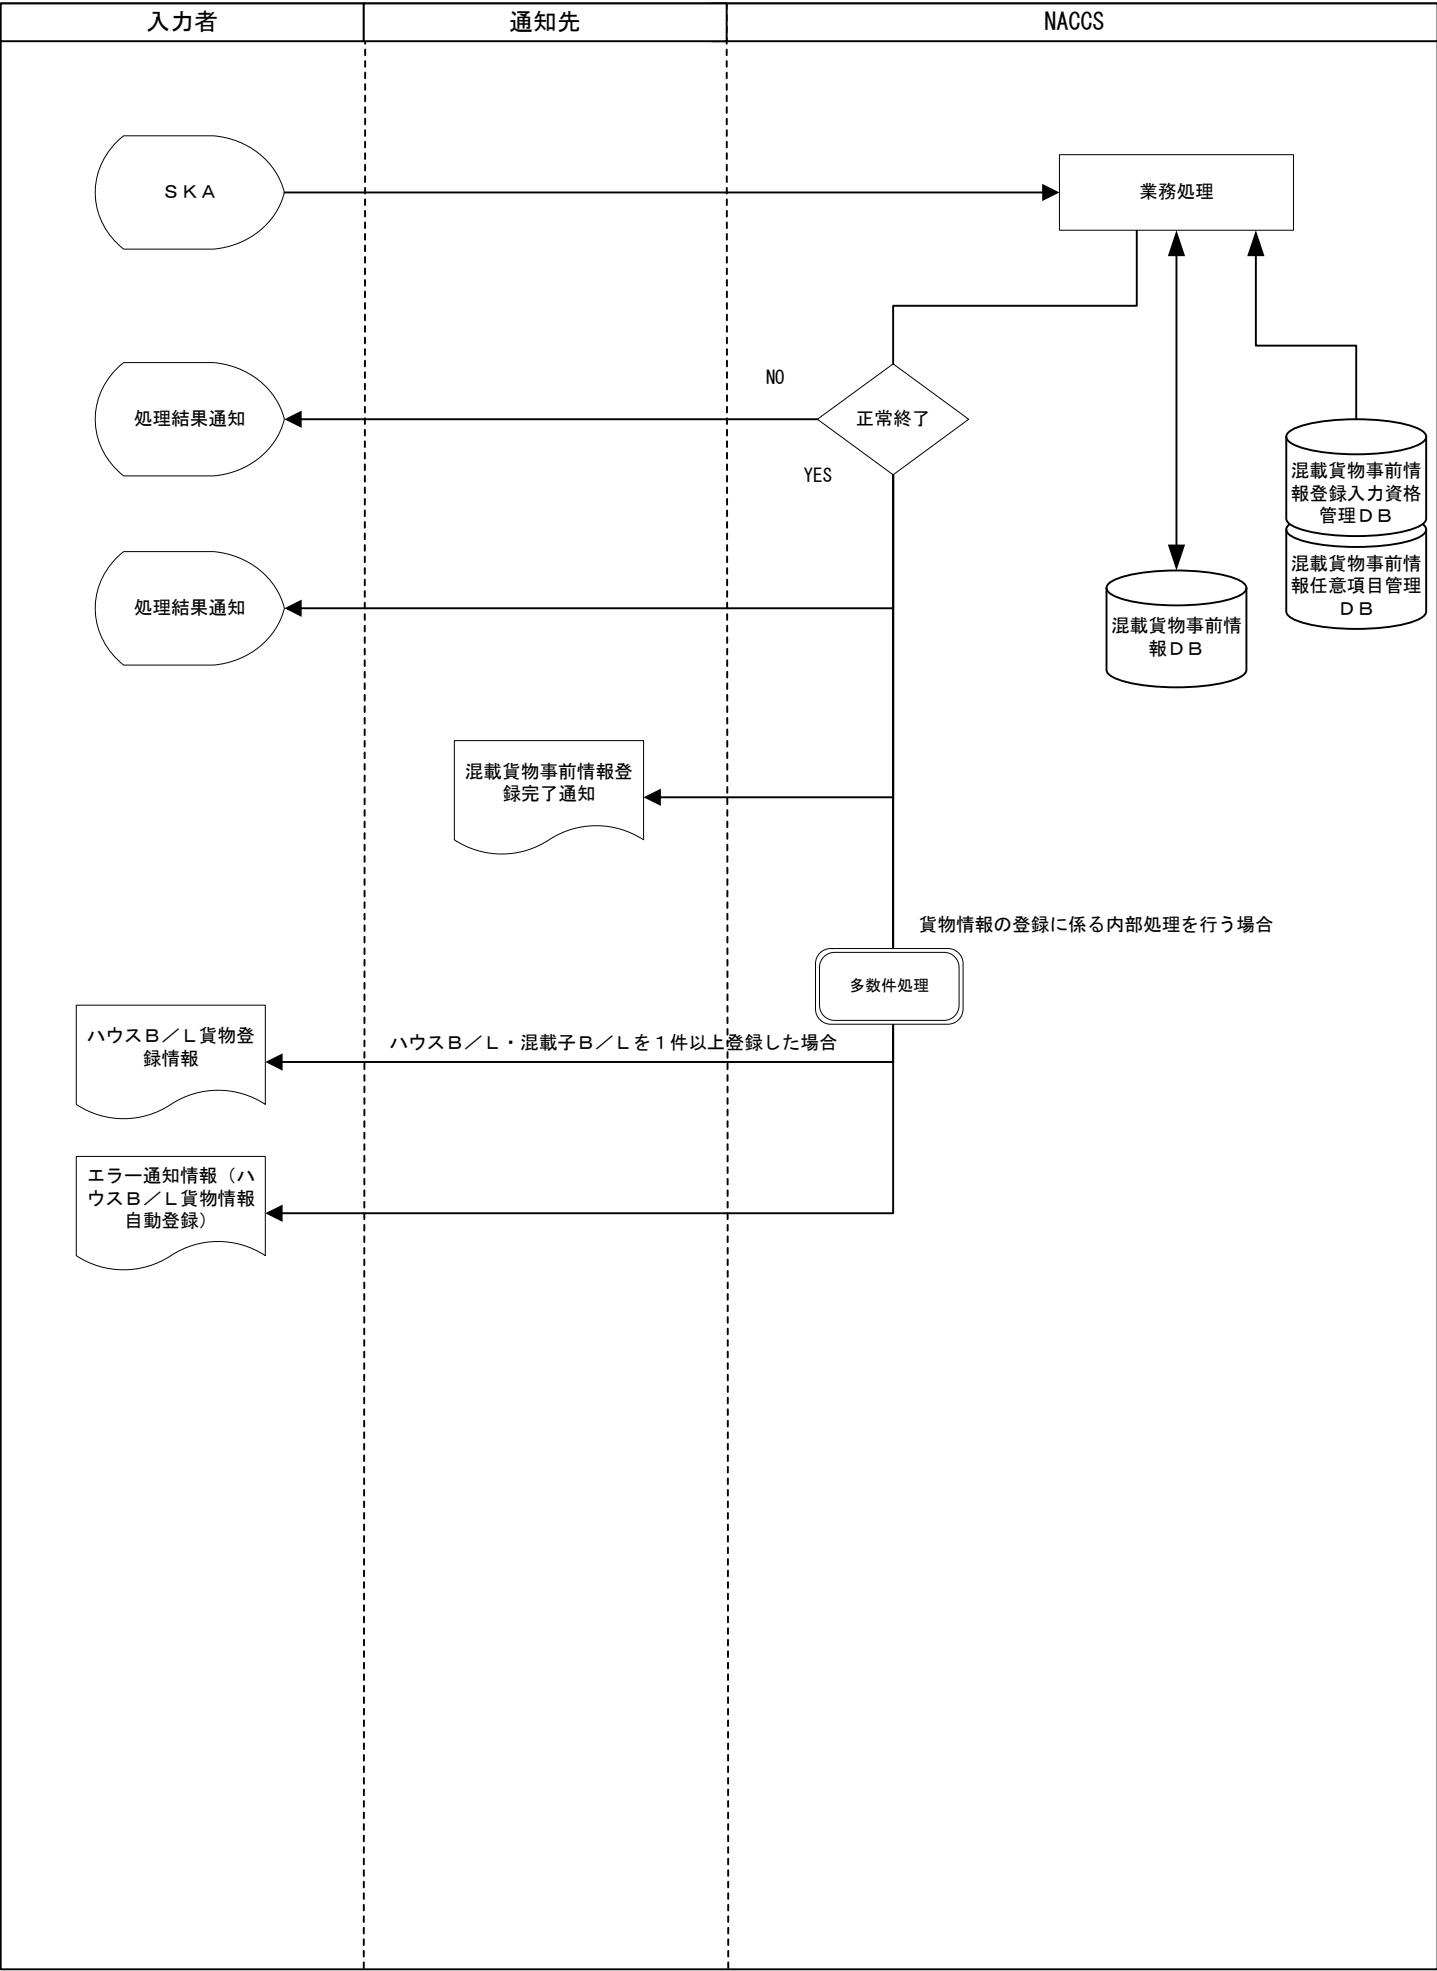 入力者
通知先
NACCS
ＳＫＡ
業務処理
NO
処理結果通知
正常終了
YES
混載貨物事前情
報登録入力資格
管理ＤＢ
混載貨物事前情
報任意項目管理
ＤＢ
処理結果通知
混載貨物事前情
報ＤＢ
混載貨物事前情報登
録完了通知
貨物情報の登録に係る内部処理を行う場合
多数件処理
ハウスＢ／Ｌ貨物登
録情報
ハウスＢ／Ｌ・混載子Ｂ／Ｌを１件以上登録した場合
エラー通知情報（ハ
ウスＢ／Ｌ貨物情報
自動登録）